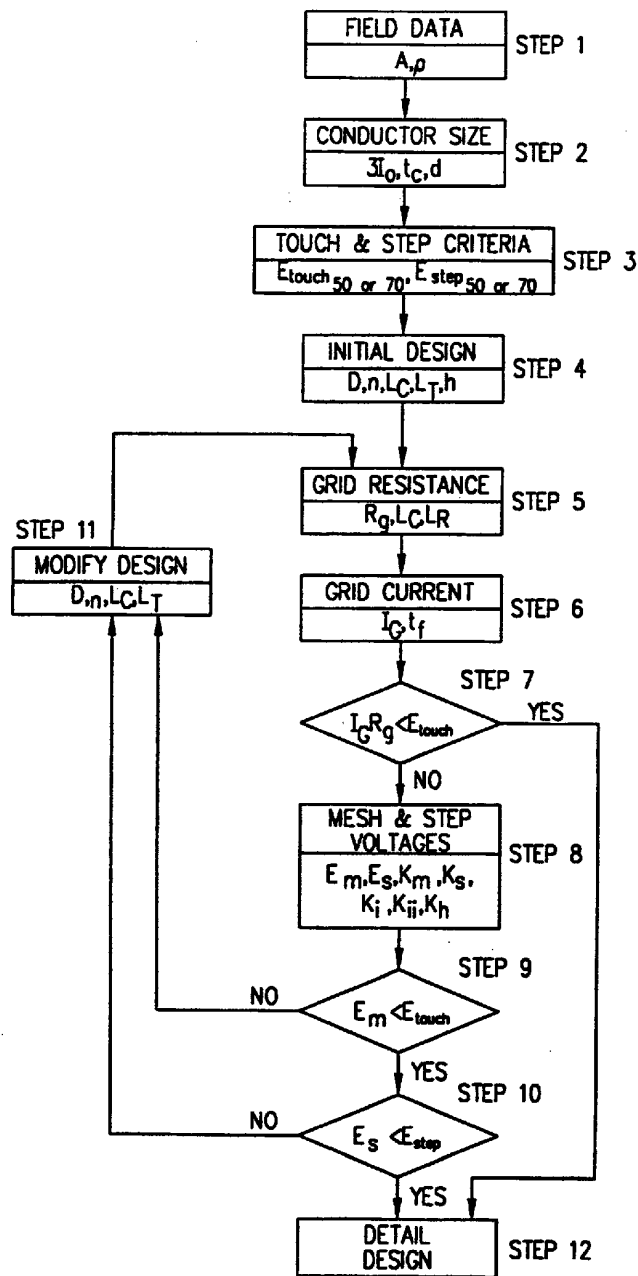 FIELD DATA
A,ρ
STEP 1
CONDUCTOR SIZE
3Io,tc,d
STEP 2
TOUCH & STEP CRITERIA
Etouch50 or 70,Estep50 or 70
STEP 3
INITIAL DESIGN
D,n,LC,LT,h
STEP 4
GRID RESISTANCE
Rg,LC,LR
STEP 5
STEP 11
MODIFY DESIGN
D,n,LC,LT
GRID CURRENT
IG,tf
STEP 6
STEP 7
IGRg<Etouch
YES
NO
MESH & STEP
VOLTAGES
Em,Es,Km,Ks,
Ki,Kii,Kh
STEP 8
STEP 9
NO
Em<Etouch
YES
STEP 10
NO
Es<Estep
YES
DETAIL
DESIGN
STEP 12